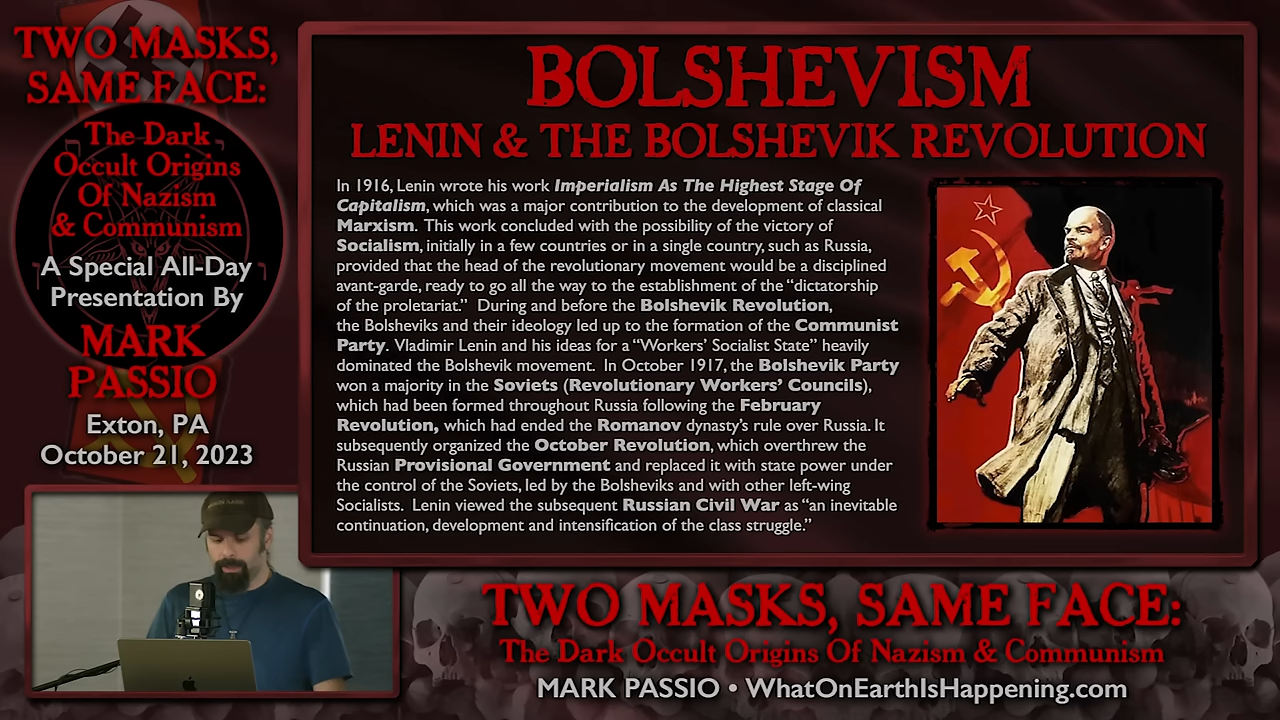 TWO MASKS,
SAME FACE:
The Dark
Occult Origins
Of Nazism
& Communism
A Special All-Day
Presentation By
MARK
PASSIO
Exton, PA
October 21, 2023
BOLSHEVISM
LENIN & THE BOLSHEVIK REVOLUTION
In 1916, Lenin wrote his work Imperialism As The Highest Stage Of
Capitalism, which was a major contribution to the development of classical
Marxism. This work concluded with the possibility of the victory of
Socialism, initially in a few countries or in a single country, such as Russia,
provided that the head of the revolutionary movement would be a disciplined
avant-garde, ready to go all the way to the establishment of the “dictatorship
of the proletariat.” During and before the Bolshevik Revolution,
the Bolsheviks and their ideology led up to the formation of the Communist
Party. Vladimir Lenin and his ideas for a “Workers’ Socialist State” heavily
dominated the Bolshevik movement. In October 1917, the Bolshevik Party
won a majority in the Soviets (Revolutionary Workers’ Councils),
which had been formed throughout Russia following the February
Revolution, which had ended the Romanov dynasty’s rule over Russia. It
subsequently organized the October Revolution, which overthrew the
Russian Provisional Government and replaced it with state power under
the control of the Soviets, led by the Bolsheviks and with other left-wing
Socialists. Lenin viewed the subsequent Russian Civil War as “an inevitable
continuation, development and intensification of the class struggle.”
TWO MASKS, SAME FACE:
The Dark Occult Origins Of Nazism & Communism
MARK PASSIO • WhatOnEarthIsHappening.com